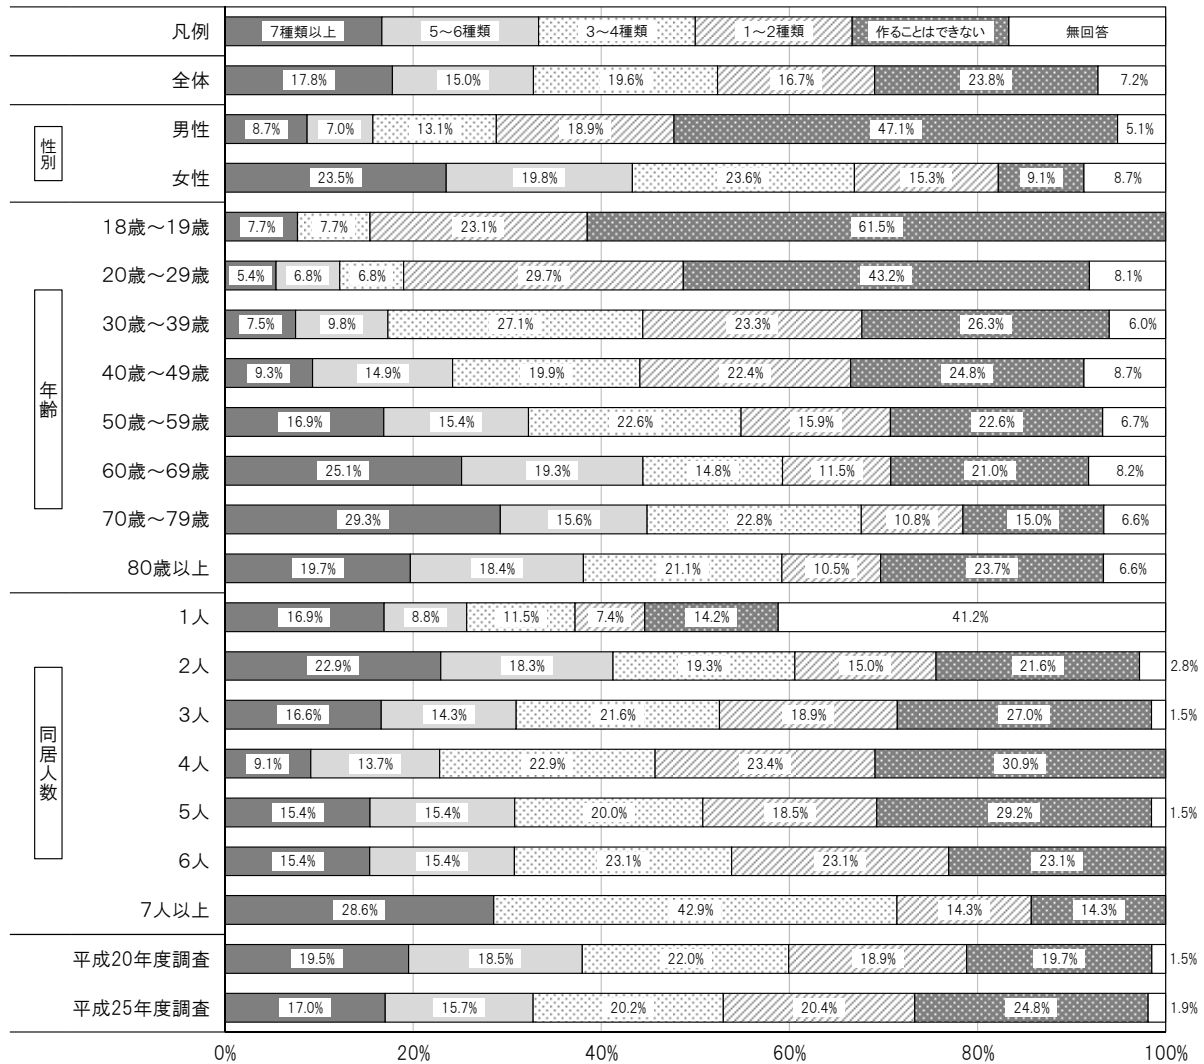 凡例 7種類以上 5～6種類 3～4種類 1～2種類 作ることはできない 無回答
全体 17.8% 15.0% 19.6% 16.7% 23.8% 7.2%
性別
男性 8.7% 7.0% 13.1% 18.9% 47.1% 5.1%
女性 23.5% 19.8% 23.6% 15.3% 9.1% 8.7%
年齢
18歳～19歳 7.7% 7.7% 23.1% 61.5%
20歳～29歳 5.4% 6.8% 6.8% 29.7% 43.2% 8.1%
30歳～39歳 7.5% 9.8% 27.1% 23.3% 26.3% 6.0%
40歳～49歳 9.3% 14.9% 19.9% 22.4% 24.8% 8.7%
50歳～59歳 16.9% 15.4% 22.6% 15.9% 22.6% 6.7%
60歳～69歳 25.1% 19.3% 14.8% 11.5% 21.0% 8.2%
70歳～79歳 29.3% 15.6% 22.8% 10.8% 15.0% 6.6%
80歳以上 19.7% 18.4% 21.1% 10.5% 23.7% 6.6%
同居人数
1人 16.9% 8.8% 11.5% 7.4% 14.2% 41.2%
2人 22.9% 18.3% 19.3% 15.0% 21.6% 2.8%
3人 16.6% 14.3% 21.6% 18.9% 27.0% 1.5%
4人 9.1% 13.7% 22.9% 23.4% 30.9%
5人 15.4% 15.4% 20.0% 18.5% 29.2% 1.5%
6人 15.4% 15.4% 23.1% 23.1% 23.1%
7人以上 28.6% 42.9% 14.3% 14.3%
平成20年度調査 19.5% 18.5% 22.0% 18.9% 19.7% 1.5%
平成25年度調査 17.0% 15.7% 20.2% 20.4% 24.8% 1.9%
0% 20% 40% 60% 80% 100%